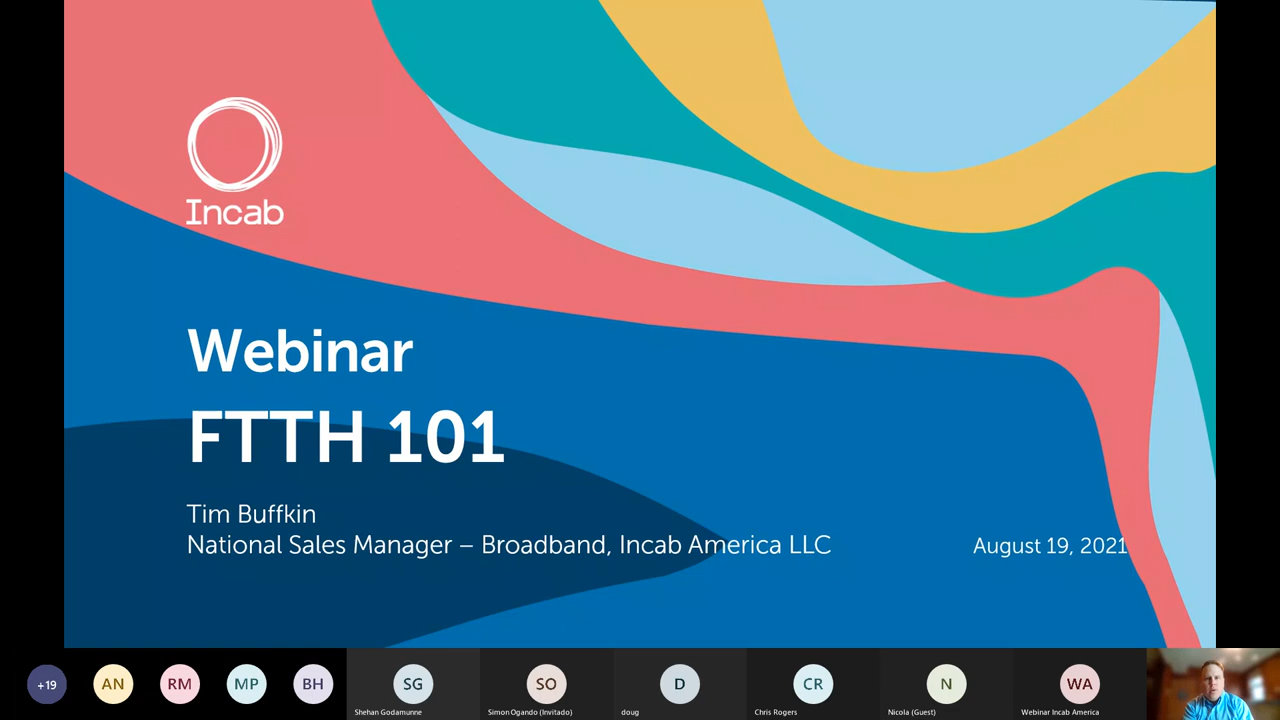 Incab
Webinar
FTTH 101
Tim Buffkin
National Sales Manager – Broadband, Incab America LLC
August 19, 2021
+19
AN
RM
MP
BH
SG
SO
D
CR
N
WA
Shehan Godamunne
Simon Ogando (Invitado)
doug
Chris Rogers
Nicola (Guest)
Webinar Incab America